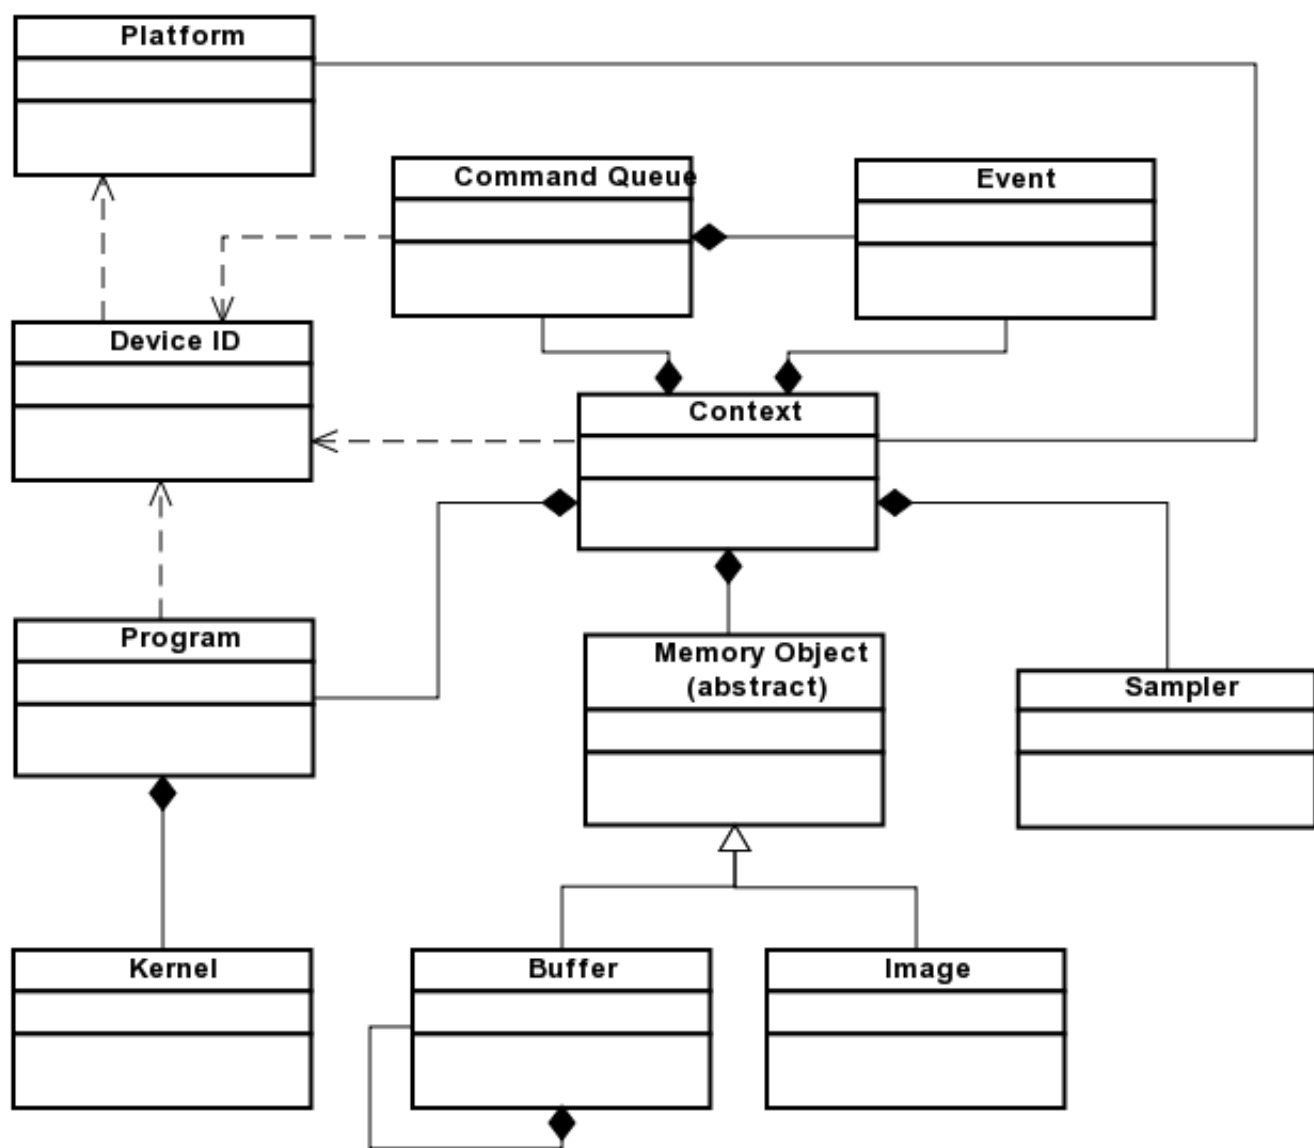 Platform
Command Queue
Event
Device ID
Context
Program
Memory Object
(abstract)
Sampler
Kernel
Buffer
Image